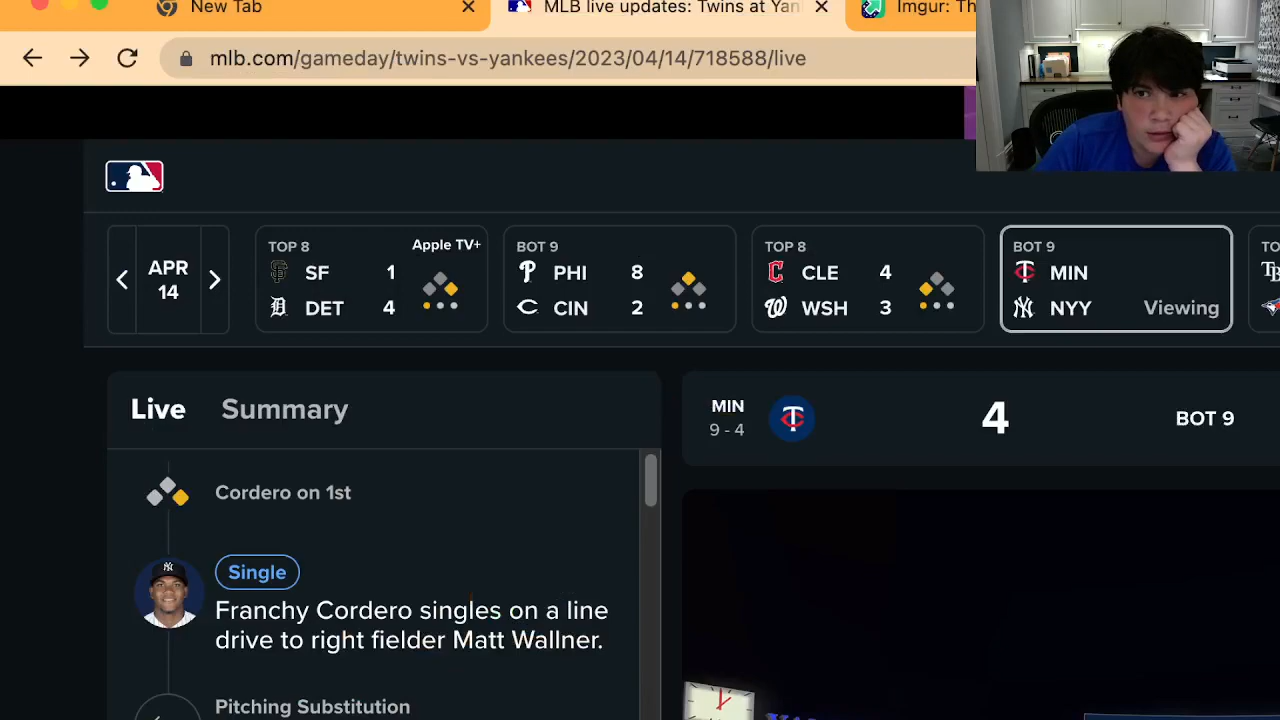 New Tab
MLB live updates: Twins at Yan
Imgur: Th
mlb.com/gameday/twins-vs-yankees/2023/04/14/718588/live
APR
14
TOP 8
Apple TV+
SF 1
DET 4
BOT 9
PHI 8
CIN 2
TOP 8
CLE 4
WSH 3
BOT 9
MIN
NYY Viewing
TO
Live Summary
Cordero on 1st
Single
Franchy Cordero singles on a line
drive to right fielder Matt Wallner.
Pitching Substitution
MIN
9 - 4
4
BOT 9